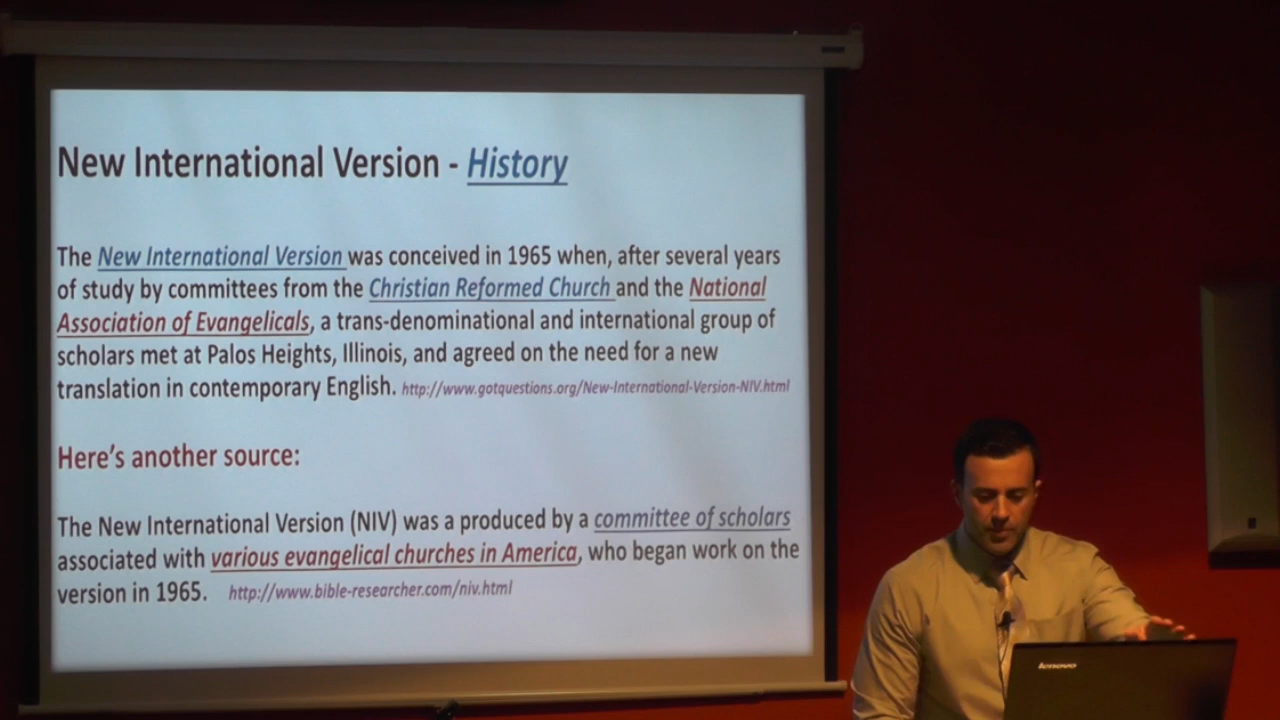 New International Version - History
The New International Version was conceived in 1965 when, after several years
of study by committees from the Christian Reformed Church and the National
Association of Evangelicals, a trans-denominational and international group of
scholars met at Palos Heights, Illinois, and agreed on the need for a new
translation in contemporary English. http://www.gotquestions.org/New-International-Version-NIV.html
Here's another source:
The New International Version (NIV) was a produced by a committee of scholars
associated with various evangelical churches in America, who began work on the
version in 1965. http://www.bible-researcher.com/niv.html
lenovo